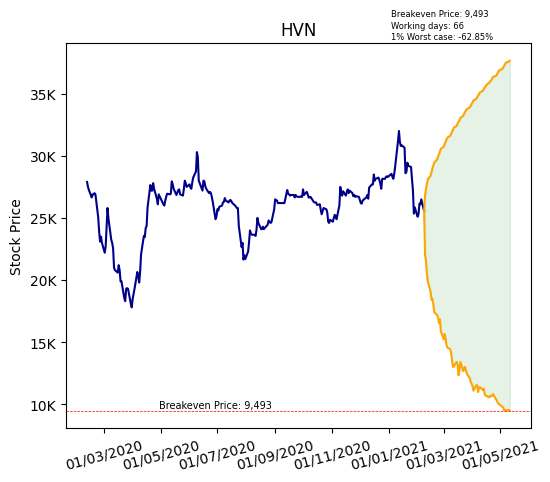 Breakeven Price: 9,493
Working days: 66
1% Worst case: -62.85%
HVN
Stock Price
35K
30K
25K
20K
15K
10K
Breakeven Price: 9,493
01/03/2020
01/05/2020
01/07/2020
01/09/2020
01/11/2020
01/01/2021
01/03/2021
01/05/2021